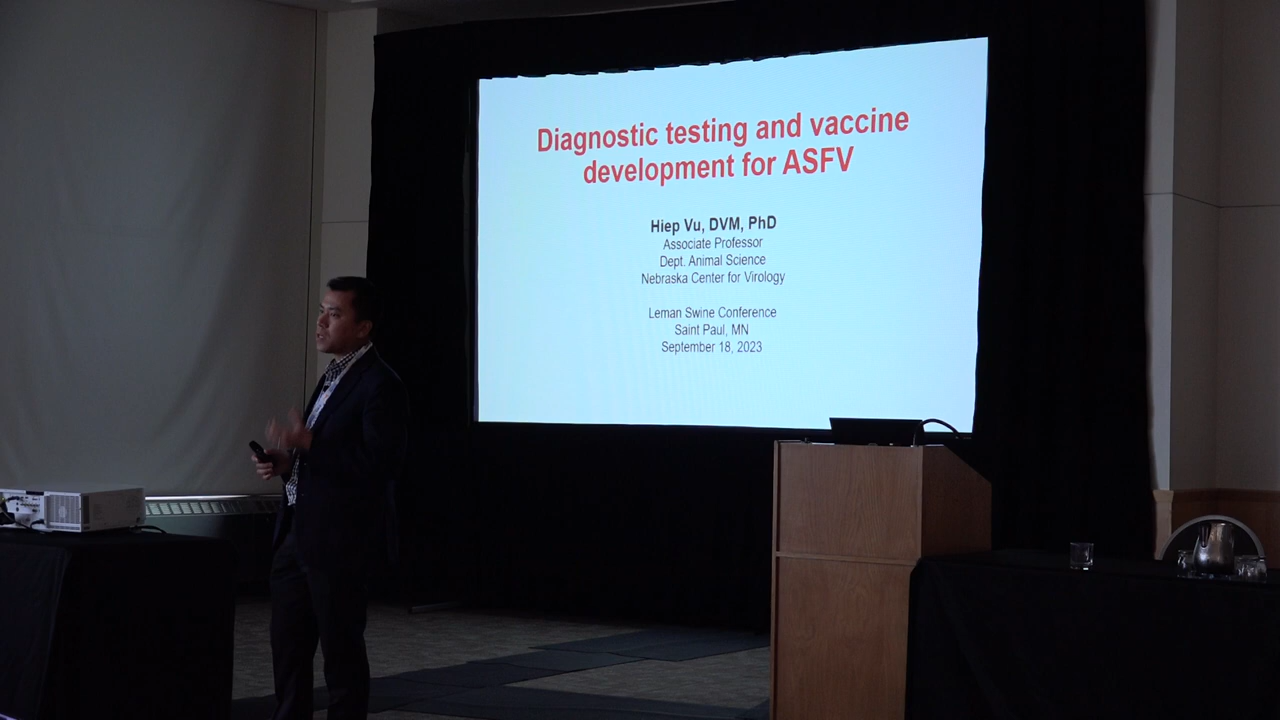 Diagnostic testing and vaccine
development for ASFV
Hiep Vu, DVM, PhD
Associate Professor
Dept. Animal Science
Nebraska Center for Virology
Leman Swine Conference
Saint Paul, MN
September 18, 2023